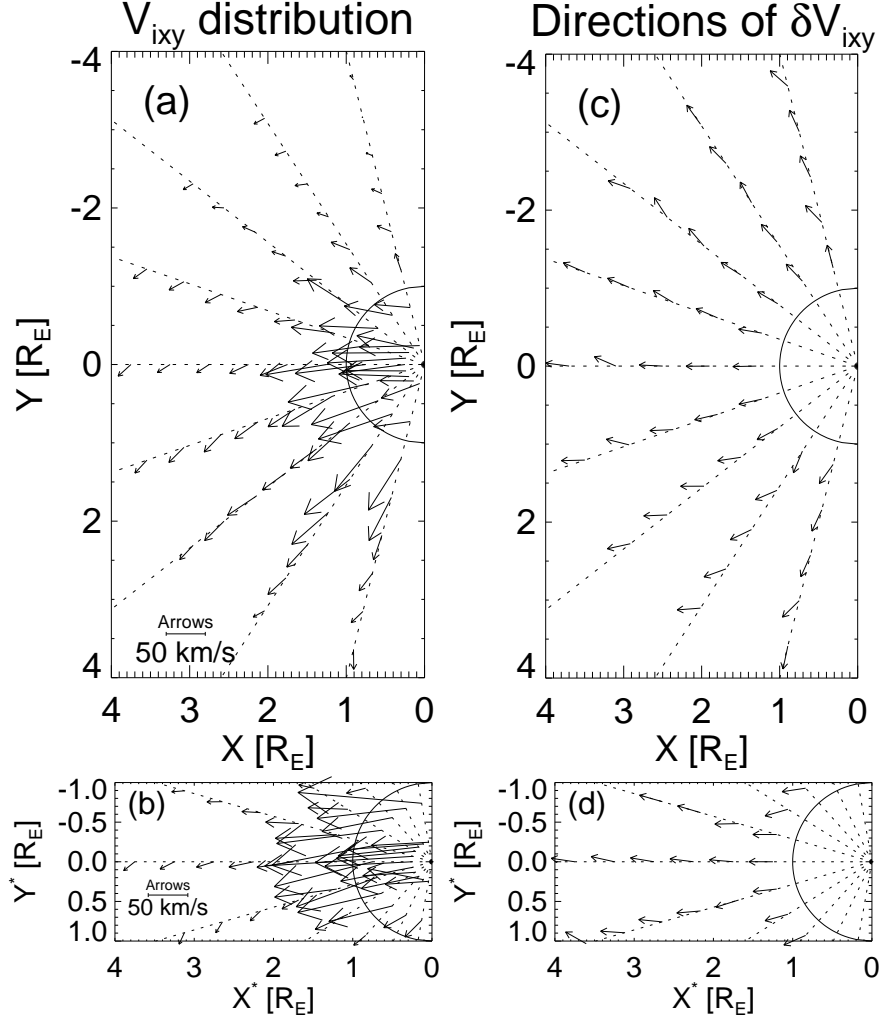 V_ixy distribution
Directions of δV_ixy
(a)
(c)
-4
-2
0
2
4
Y [R_E]
-4
-2
0
2
4
Y [R_E]
Arrows
50 km/s
4 3 2 1 0
4 3 2 1 0
X [R_E]
X [R_E]
(b)
(d)
-1.0
-0.5
0.0
0.5
1.0
Y* [R_E]
-1.0
-0.5
0.0
0.5
1.0
Y* [R_E]
Arrows
50 km/s
4 3 2 1 0
4 3 2 1 0
X* [R_E]
X* [R_E]